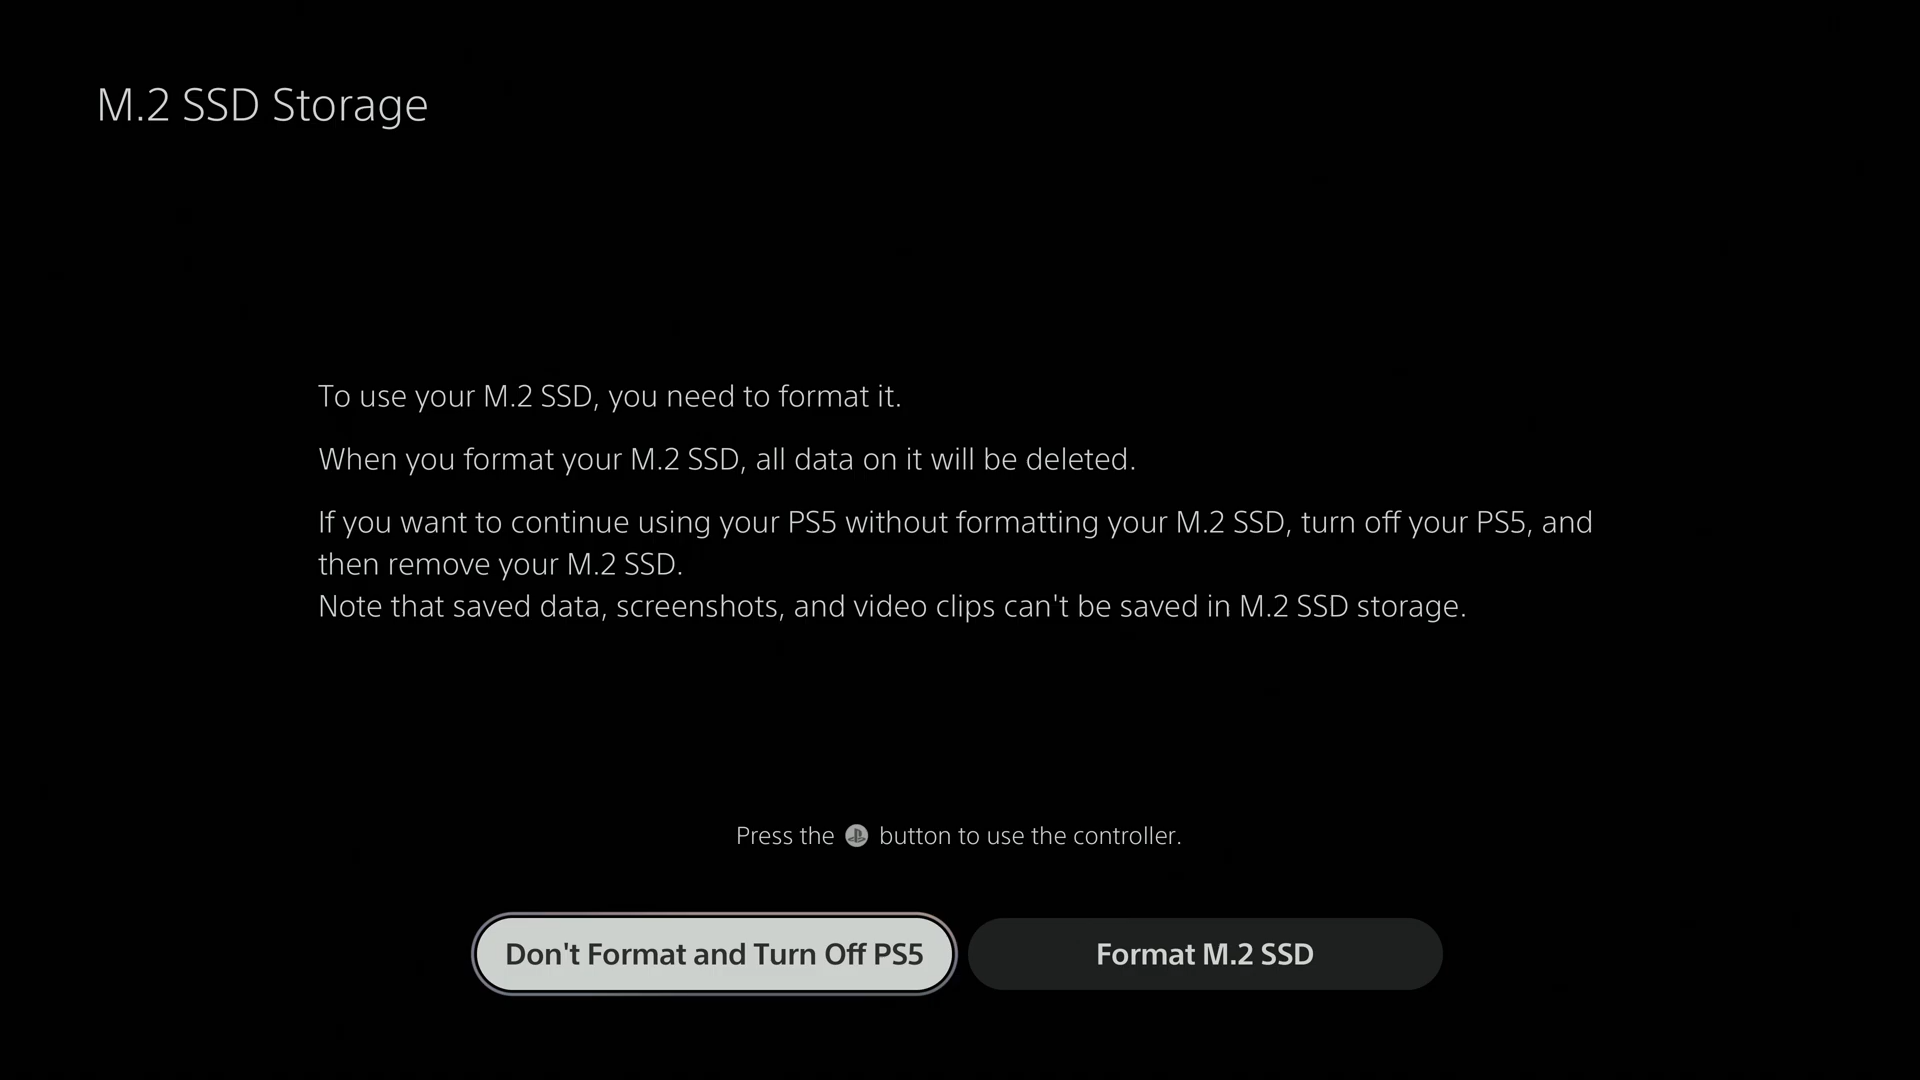 M.2 SSD Storage
To use your M.2 SSD, you need to format it.
When you format your M.2 SSD, all data on it will be deleted.
If you want to continue using your PS5 without formatting your M.2 SSD, turn off your PS5, and
then remove your M.2 SSD.
Note that saved data, screenshots, and video clips can't be saved in M.2 SSD storage.
Press the button to use the controller.
Don't Format and Turn Off PS5
Format M.2 SSD